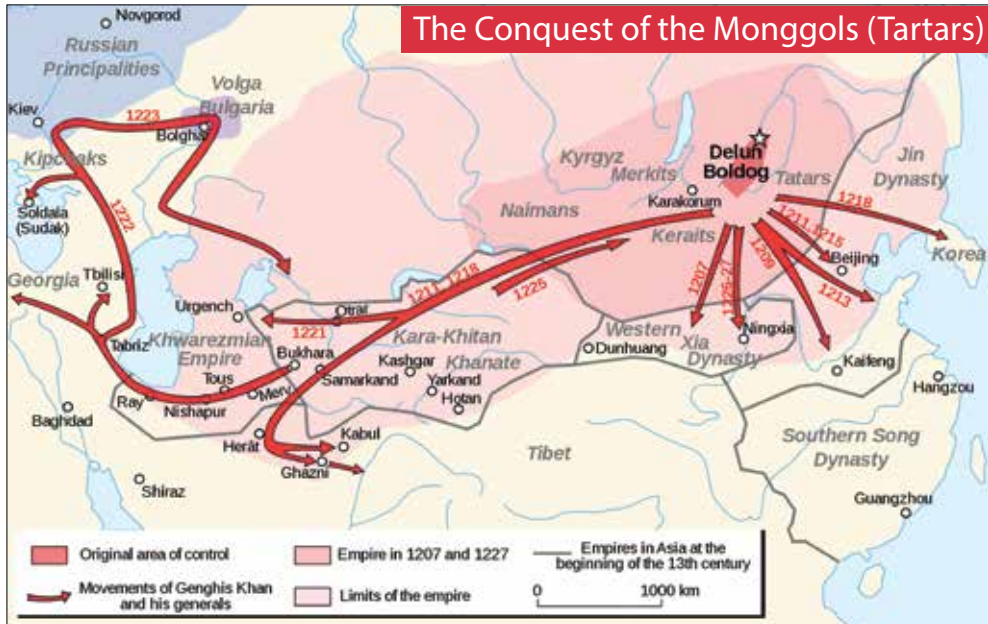 The Conquest of the Monggols (Tartars)
Novgorod
Russian
Principalities
Volga
Bulgaria
Kiev
1223
Bolghar
Kipchaks
Soldaia
(Sudak)
1222
Georgia
Tbilisi
Tabriz
Urgench
Khwarezmian
Empire
Ray
Tous
Nishapur
Merv
Bukhara
Samarkand
1221
Otral
Baghdad
Shiraz
Herât
Kabul
Ghazni
Kara-Khitan
Khanate
Kashgar
Yarkand
Hotan
1211, 1218
1225
Naimans
Kyrgyz
Merkits
Karakorum
Keraits
Delun
Boldog
Tatars
Jin
Dynasty
1218
1211,1215
1209
1213
1207
Beijing
Korea
Western
Xia
Dynasty
Dunhuang
Ningxia
Kaifeng
Hangzou
Tibet
Southern Song
Dynasty
Guangzhou
Original area of control
Movements of Genghis Khan
and his generals
Empire in 1207 and 1227
Limits of the empire
Empires in Asia at the
beginning of the 13th century
0 1000 km